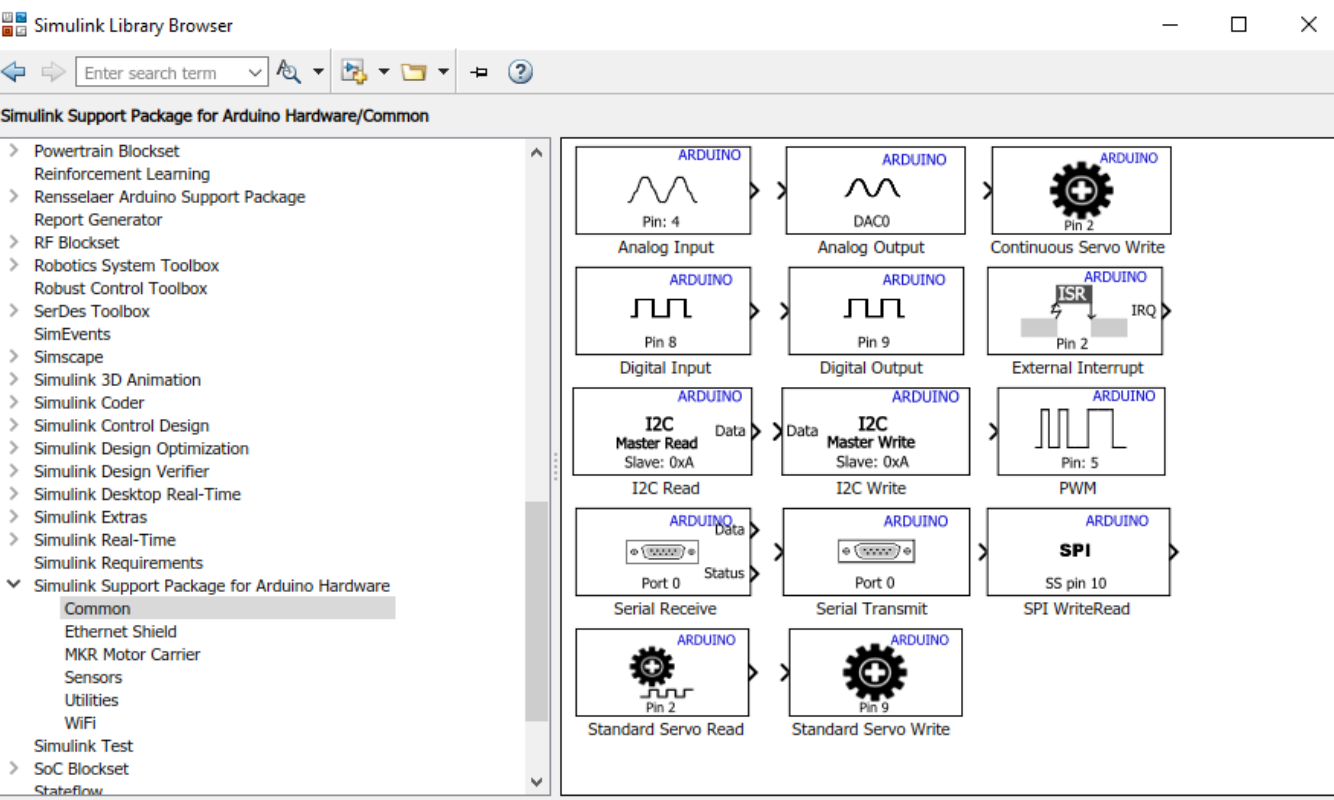 Simulink Library Browser
Enter search term
Simulink Support Package for Arduino Hardware/Common
Powertrain Blockset
Reinforcement Learning
Rensselaer Arduino Support Package
Report Generator
RF Blockset
Robotics System Toolbox
Robust Control Toolbox
SerDes Toolbox
SimEvents
Simscape
Simulink 3D Animation
Simulink Coder
Simulink Control Design
Simulink Design Optimization
Simulink Design Verifier
Simulink Desktop Real-Time
Simulink Extras
Simulink Real-Time
Simulink Requirements
Simulink Support Package for Arduino Hardware
Common
Ethernet Shield
MKR Motor Carrier
Sensors
Utilities
WiFi
Simulink Test
SoC Blockset
Stateflow
ARDUINO
Pin: 4
Analog Input
ARDUINO
DAC0
Analog Output
ARDUINO
Pin 2
Continuous Servo Write
ARDUINO
Pin 8
Digital Input
ARDUINO
Pin 9
Digital Output
ARDUINO
ISR
IRQ
Pin 2
External Interrupt
ARDUINO
I2C
Master Read
Data
Slave: 0xA
I2C Read
ARDUINO
Data
I2C
Master Write
Slave: 0xA
I2C Write
ARDUINO
Pin: 5
PWM
ARDUINO
Data
Status
Port 0
Serial Receive
ARDUINO
Port 0
Serial Transmit
ARDUINO
SPI
SS pin 10
SPI WriteRead
ARDUINO
Pin 2
Standard Servo Read
ARDUINO
Pin 9
Standard Servo Write